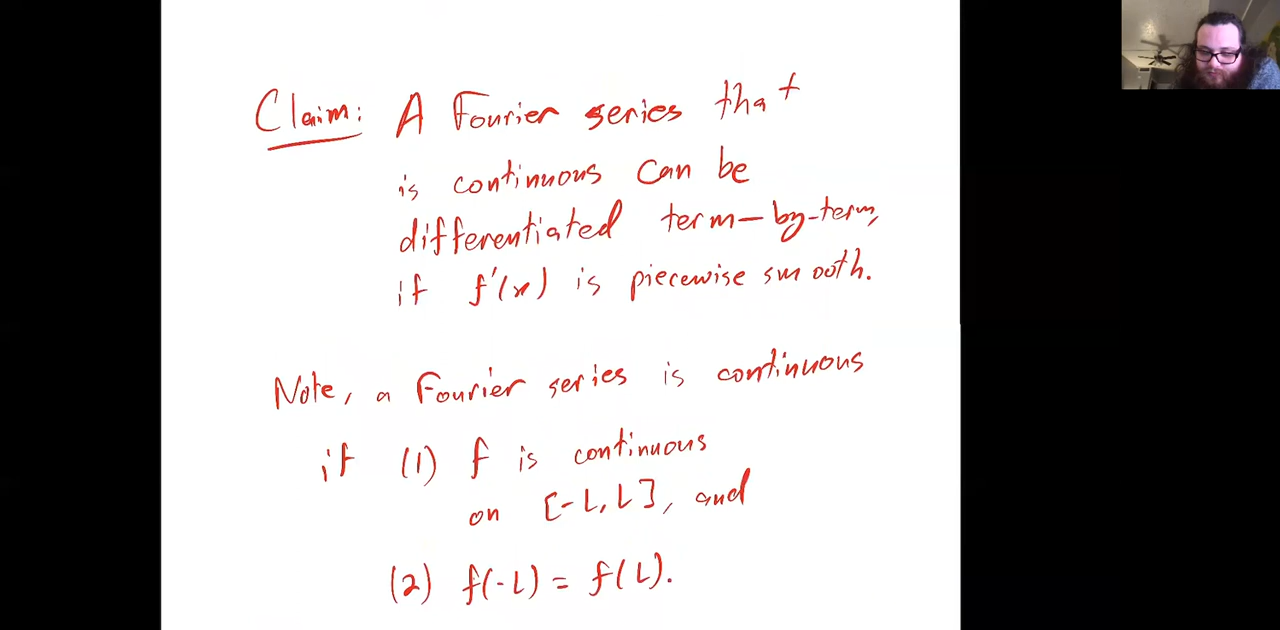 Claim: A Fourier series that
is continuous can be
differentiated term-by-term,
if f'(x) is piecewise smooth.
Note, a Fourier series is continuous
if (1) f is continuous
on [-L, L], and
(2) f(-L) = f(L).